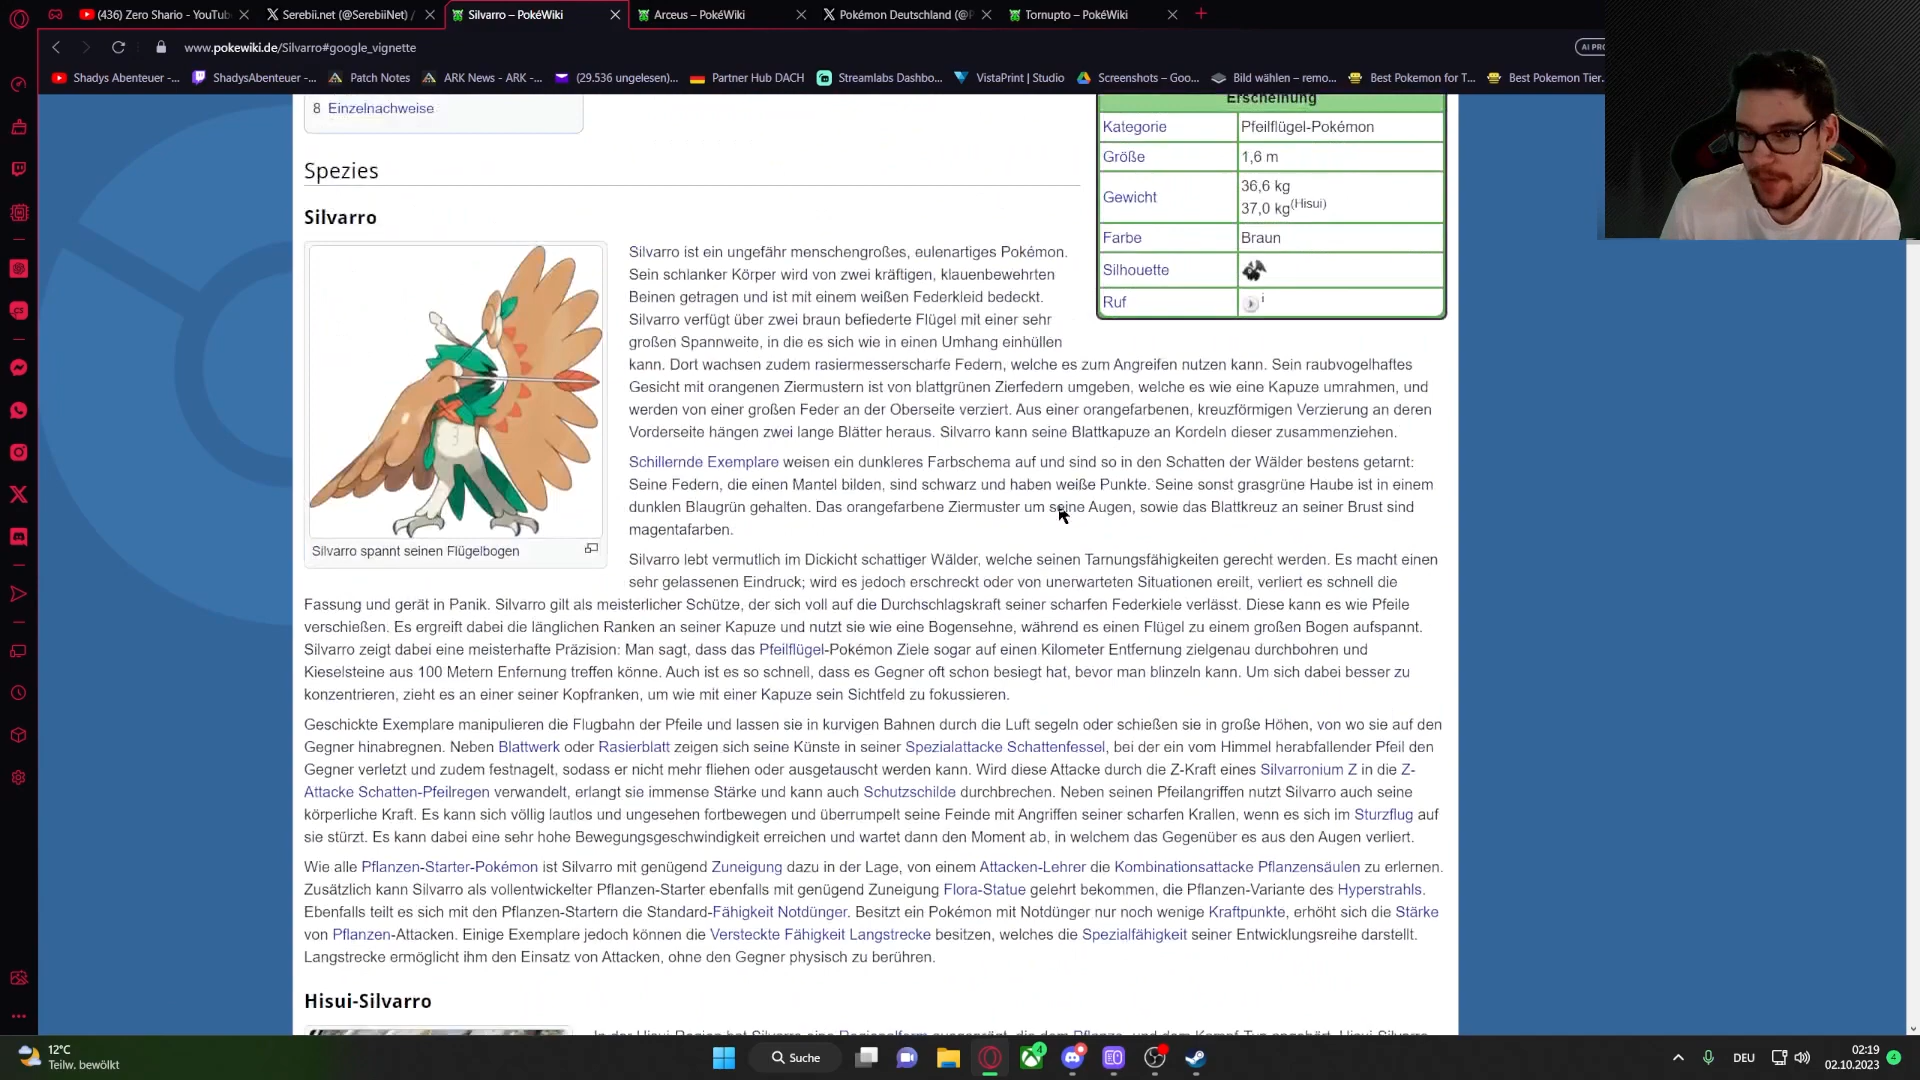 (436) Zero Shario - YouTub
Serebii.net (@SerebiiNet) /
Silvarro – PokéWiki
Arceus – PokéWiki
Pokémon Deutschland (@P
Tornupto – PokéWiki
www.pokewiki.de/Silvarro#google_vignette
AI PRO
Shadys Abenteuer -...
ShadysAbenteuer -...
Patch Notes
ARK News - ARK -...
(29.536 ungelesen)...
Partner Hub DACH
Streamlabs Dashbo...
VistaPrint | Studio
Screenshots – Goo...
Bild wählen – remo...
Best Pokemon for T...
Best Pokemon Tier...
8 Einzelnachweise
Erscheinung
Kategorie Pfeilflügel-Pokémon
Größe 1,6 m
Gewicht 36,6 kg
37,0 kg(Hisui)
Farbe Braun
Silhouette
Ruf i
Spezies
Silvarro
Silvarro ist ein ungefähr menschengroßes, eulenartiges Pokémon.
Sein schlanker Körper wird von zwei kräftigen, klauenbewehrten
Beinen getragen und ist mit einem weißen Federkleid bedeckt.
Silvarro verfügt über zwei braun befiederte Flügel mit einer sehr
großen Spannweite, in die es sich wie in einen Umhang einhüllen
kann. Dort wachsen zudem rasiermesserscharfe Federn, welche es zum Angreifen nutzen kann. Sein raubvogelhaftes
Gesicht mit orangenen Ziermustern ist von blattgrünen Zierfedern umgeben, welche es wie eine Kapuze umrahmen, und
werden von einer großen Feder an der Oberseite verziert. Aus einer orangefarbenen, kreuzförmigen Verzierung an deren
Vorderseite hängen zwei lange Blätter heraus. Silvarro kann seine Blattkapuze an Kordeln dieser zusammenziehen.
Schillernde Exemplare weisen ein dunkleres Farbschema auf und sind so in den Schatten der Wälder bestens getarnt:
Seine Federn, die einen Mantel bilden, sind schwarz und haben weiße Punkte. Seine sonst grasgrüne Haube ist in einem
dunklen Blaugrün gehalten. Das orangefarbene Ziermuster um seine Augen, sowie das Blattkreuz an seiner Brust sind
magentafarben.
Silvarro spannt seinen Flügelbogen
Silvarro lebt vermutlich im Dickicht schattiger Wälder, welche seinen Tarnungsfähigkeiten gerecht werden. Es macht einen
sehr gelassenen Eindruck; wird es jedoch erschreckt oder von unerwarteten Situationen ereilt, verliert es schnell die
Fassung und gerät in Panik. Silvarro gilt als meisterlicher Schütze, der sich voll auf die Durchschlagskraft seiner scharfen Federkiele verlässt. Diese kann es wie Pfeile
verschießen. Es ergreift dabei die länglichen Ranken an seiner Kapuze und nutzt sie wie eine Bogensehne, während es einen Flügel zu einem großen Bogen aufspannt.
Silvarro zeigt dabei eine meisterhafte Präzision: Man sagt, dass das Pfeilflügel-Pokémon Ziele sogar auf einen Kilometer Entfernung zielgenau durchbohren und
Kieselsteine aus 100 Metern Enfernung treffen könne. Auch ist es so schnell, dass es Gegner oft schon besiegt hat, bevor man blinzeln kann. Um sich dabei besser zu
konzentrieren, zieht es an einer seiner Kopfranken, um wie mit einer Kapuze sein Sichtfeld zu fokussieren.
Geschickte Exemplare manipulieren die Flugbahn der Pfeile und lassen sie in kurvigen Bahnen durch die Luft segeln oder schießen sie in große Höhen, von wo sie auf den
Gegner hinabregnen. Neben Blattwerk oder Rasierblatt zeigen sich seine Künste in seiner Spezialattacke Schattenfessel, bei der ein vom Himmel herabfallender Pfeil den
Gegner verletzt und zudem festnagelt, sodass er nicht mehr fliehen oder ausgetauscht werden kann. Wird diese Attacke durch die Z-Kraft eines Silvarronium Z in die Z-
Attacke Schatten-Pfeilregen verwandelt, erlangt sie immense Stärke und kann auch Schutzschilde durchbrechen. Neben seinen Pfeilangriffen nutzt Silvarro auch seine
körperliche Kraft. Es kann sich völlig lautlos und ungesehen fortbewegen und überrumpelt seine Feinde mit Angriffen seiner scharfen Krallen, wenn es sich im Sturzflug auf
sie stürzt. Es kann dabei eine sehr hohe Bewegungsgeschwindigkeit erreichen und wartet dann den Moment ab, in welchem das Gegenüber es aus den Augen verliert.
Wie alle Pflanzen-Starter-Pokémon ist Silvarro mit genügend Zuneigung dazu in der Lage, von einem Attacken-Lehrer die Kombinationsattacke Pflanzensäulen zu erlernen.
Zusätzlich kann Silvarro als vollentwickelter Pflanzen-Starter ebenfalls mit genügend Zuneigung Flora-Statue gelehrt bekommen, die Pflanzen-Variante des Hyperstrahls.
Ebenfalls teilt es sich mit den Pflanzen-Startern die Standard-Fähigkeit Notdünger. Besitzt ein Pokémon mit Notdünger nur noch wenige Kraftpunkte, erhöht sich die Stärke
von Pflanzen-Attacken. Einige Exemplare jedoch können die Versteckte Fähigkeit Langstrecke besitzen, welches die Spezialfähigkeit seiner Entwicklungsreihe darstellt.
Langstrecke ermöglicht ihm den Einsatz von Attacken, ohne den Gegner physisch zu berühren.
Hisui-Silvarro
12°C
Teilw. bewölkt
Suche
4
DEU
02:19
02.10.2023
4